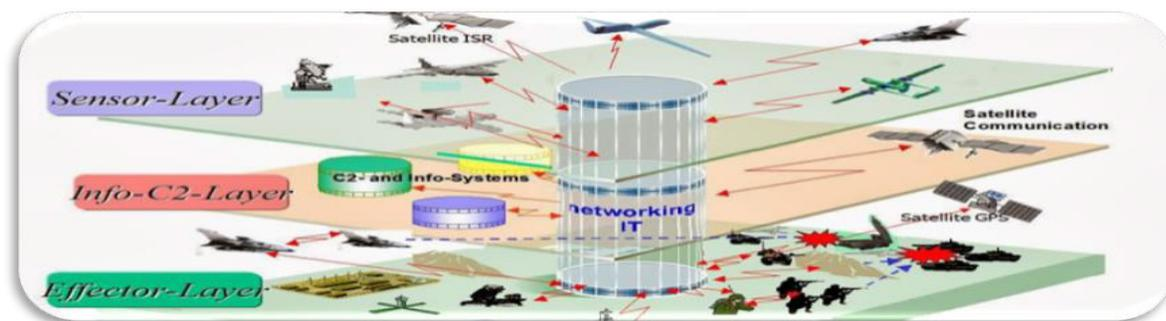 Satellite ISR
Sensor-Layer
Satellite
Communication
C2- and Info-Systems
Info-C2-Layer
networking
IT
Satellite GPS
Effector-Layer